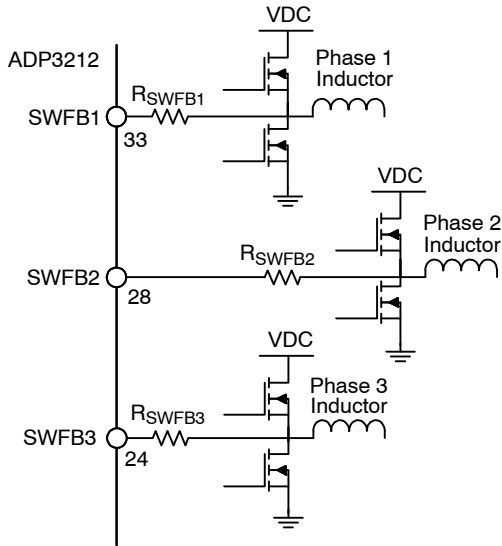 VDC
ADP3212
Phase 1
Inductor
RSWFB1
SWFB1
33
VDC
Phase 2
Inductor
RSWFB2
SWFB2
28
VDC
Phase 3
Inductor
RSWFB3
SWFB3
24